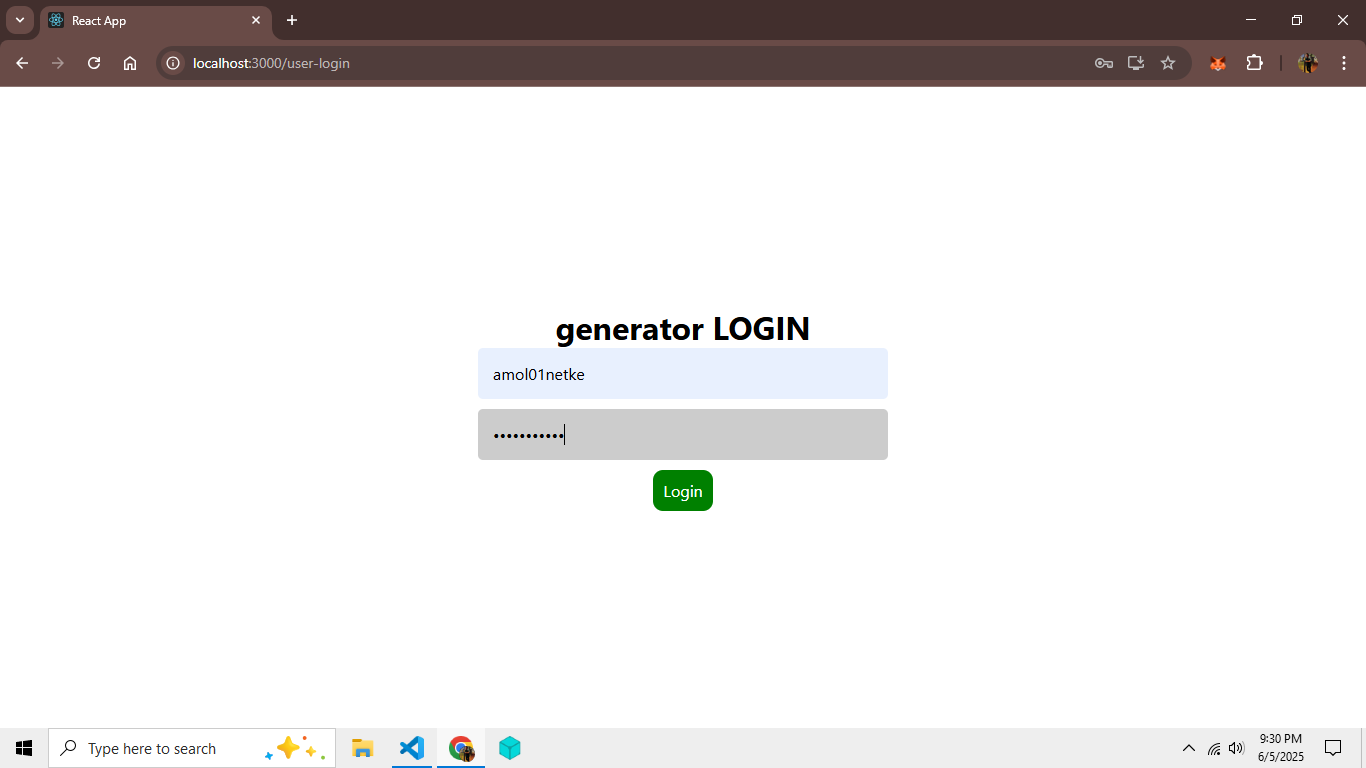 React App
localhost:3000/user-login
generator LOGIN
amol01netke
•••••••••••
Login
Type here to search
9:30 PM
6/5/2025